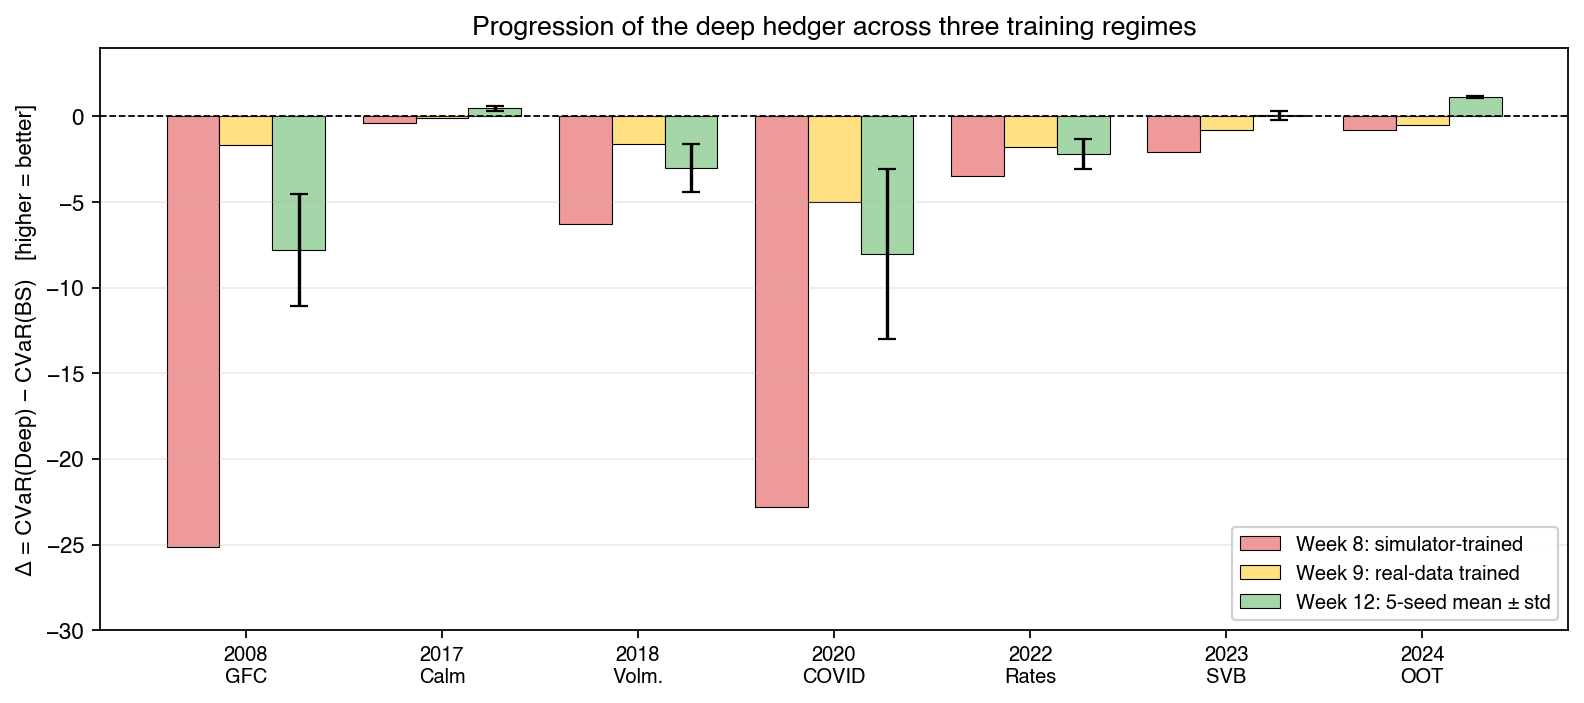 Progression of the deep hedger across three training regimes
Δ = CVaR(Deep) − CVaR(BS)   [higher = better]
0
−5
−10
−15
−20
−25
−30
2008
GFC
2017
Calm
2018
Volm.
2020
COVID
2022
Rates
2023
SVB
2024
OOT
Week 8: simulator-trained
Week 9: real-data trained
Week 12: 5-seed mean ± std